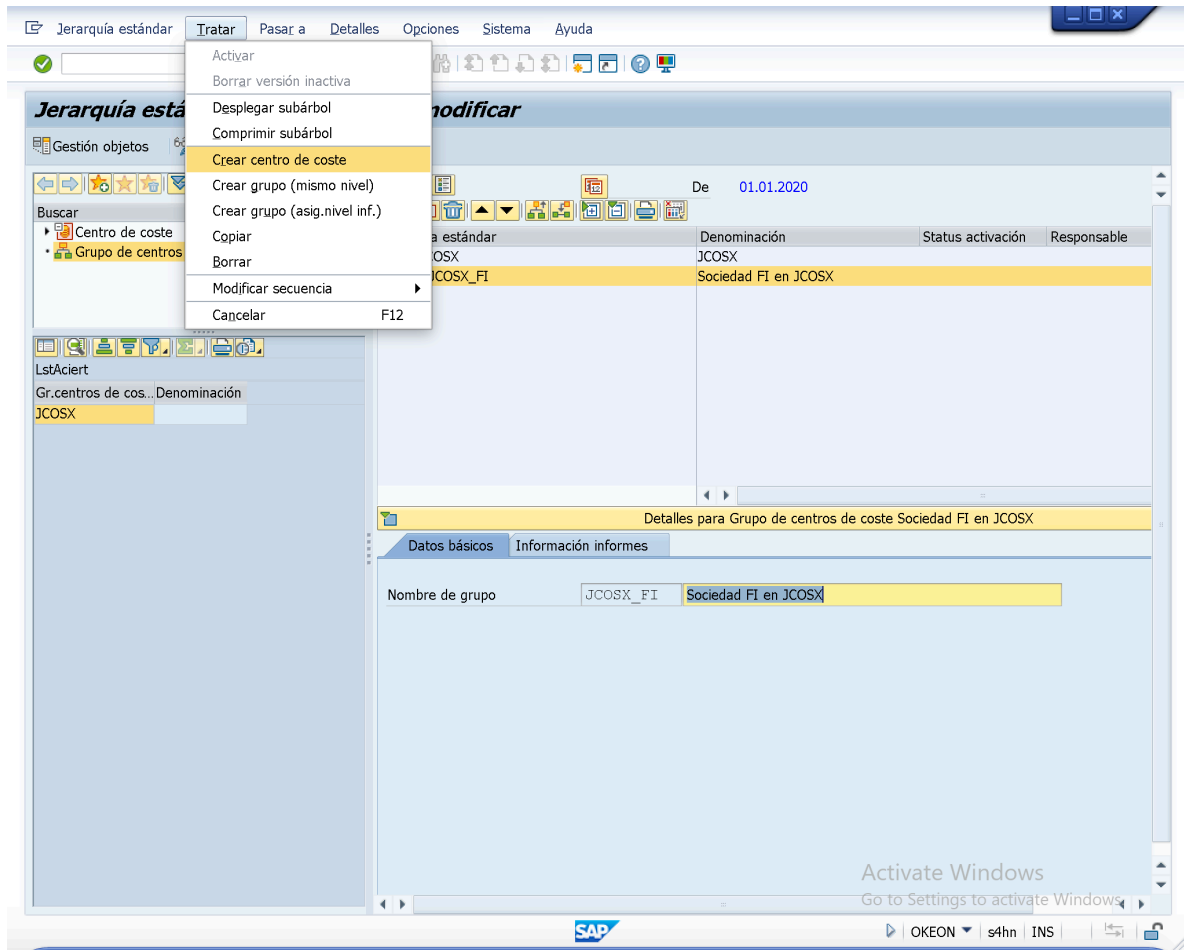 Jerarquía estándar Tratar Pasar a Detalles Opciones Sistema Ayuda
Activar
Borrar versión inactiva
Desplegar subárbol
Comprimir subárbol
Crear centro de coste
Crear grupo (mismo nivel)
Crear grupo (asig.nivel inf.)
Copiar
Borrar
Modificar secuencia
Cancelar F12
Jerarquía está modificar
Gestión objetos
De 01.01.2020
Buscar
Centro de coste
Grupo de centros
a estándar Denominación Status activación Responsable
OSX JCOSX
JCOSX_FI Sociedad FI en JCOSX
LstAciert
Gr.centros de cos... Denominación
JCOSX
Detalles para Grupo de centros de coste Sociedad FI en JCOSX
Datos básicos Información informes
Nombre de grupo JCOSX_FI Sociedad FI en JCOSX
Activate Windows
Go to Settings to activate Windows
SAP OKEON s4hn INS